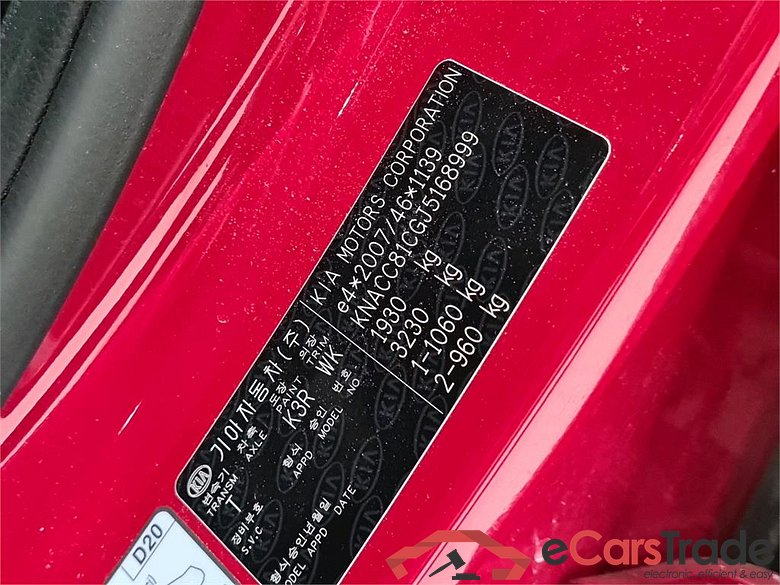 KIA 기아자동차(주) KIA MOTORS CORPORATION
변속기 차축 도장 의장
TRANSM AXLE PAINT TRIM
T K3R WK
e4*2007/46*1139
KNACC81CGJ5168999
1930 kg
3230 kg
1-1060 kg
2-960 kg
정비부호 형식 승인 번호
S.V.C APPD MODEL NO
형식승인년월일
MODEL APPD DATE
D20
eCarsTrade
electronic, efficient & easy